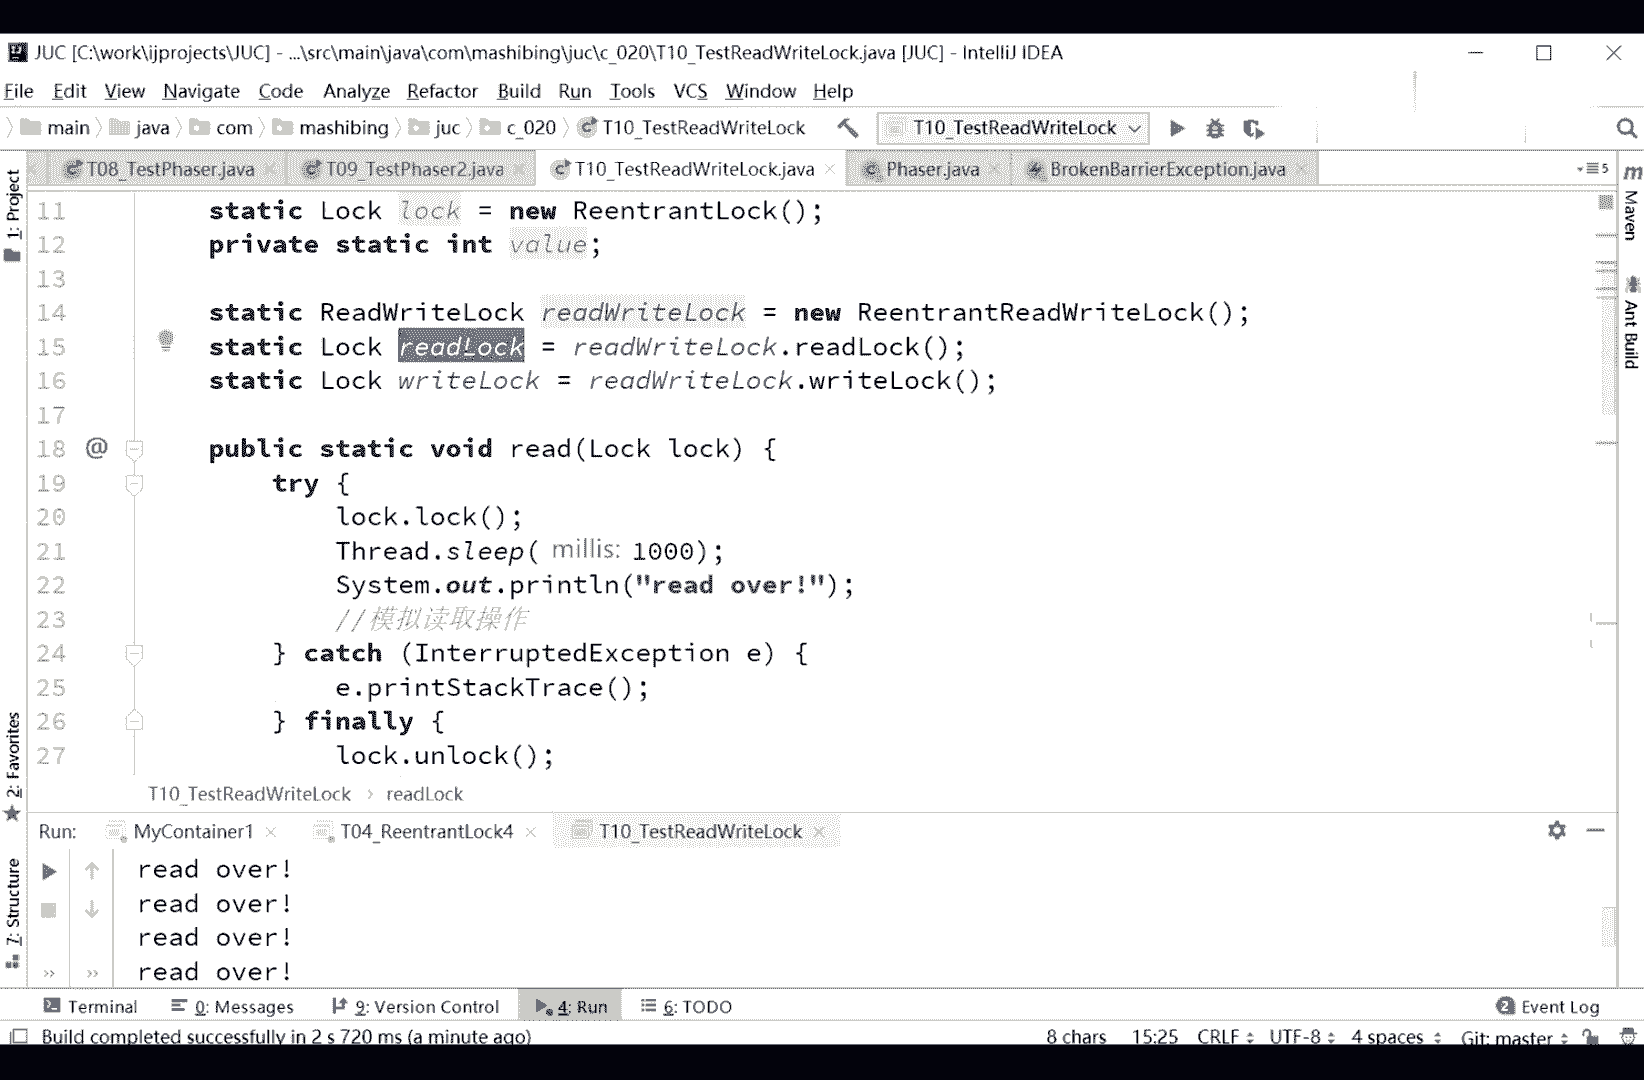 JUC [C:\work\ijprojects\JUC] - ...\src\main\java\com\mashibing\juc\c_020\T10_TestReadWriteLock.java [JUC] - IntelliJ IDEA
File Edit View Navigate Code Analyze Refactor Build Run Tools VCS Window Help
main java com mashibing juc c_020 T10_TestReadWriteLock T10_TestReadWriteLock
T08_TestPhaser.java T09_TestPhaser2.java T10_TestReadWriteLock.java Phaser.java BrokenBarrierException.java 5
1: Project
2: Favorites
7: Structure
Maven
Ant Build
11 static Lock lock = new ReentrantLock();
12 private static int value;
13
14 static ReadWriteLock readWriteLock = new ReentrantReadWriteLock();
15 static Lock readLock = readWriteLock.readLock();
16 static Lock writeLock = readWriteLock.writeLock();
17
18 @ public static void read(Lock lock) {
19 try {
20 lock.lock();
21 Thread.sleep( millis: 1000);
22 System.out.println("read over!");
23 //模拟读取操作
24 } catch (InterruptedException e) {
25 e.printStackTrace();
26 } finally {
27 lock.unlock();
T10_TestReadWriteLock › readLock
Run: MyContainer1 T04_ReentrantLock4 T10_TestReadWriteLock
read over!
read over!
read over!
read over!
Terminal 0: Messages 9: Version Control 4: Run 6: TODO 2 Event Log
Build completed successfully in 2 s 720 ms (a minute ago) 8 chars 15:25 CRLF UTF-8 4 spaces Git: master